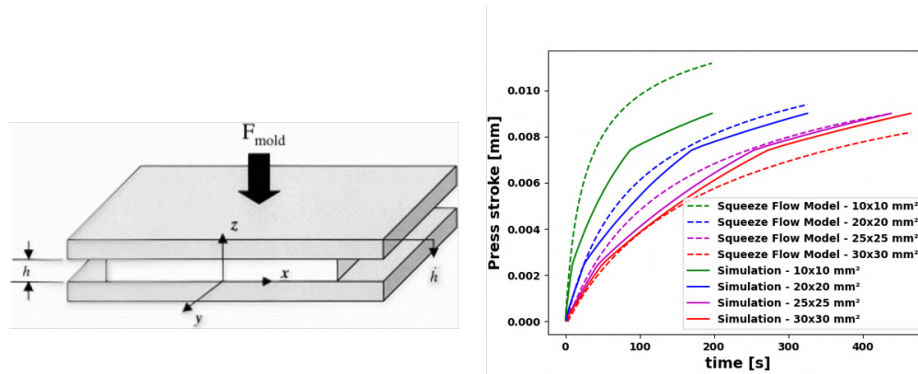 F_mold
z
h
x
ḣ
y
Press stroke [mm]
0.010
0.008
0.006
0.004
0.002
0.000
Squeeze Flow Model - 10x10 mm²
Squeeze Flow Model - 20x20 mm²
Squeeze Flow Model - 25x25 mm²
Squeeze Flow Model - 30x30 mm²
Simulation - 10x10 mm²
Simulation - 20x20 mm²
Simulation - 25x25 mm²
Simulation - 30x30 mm²
0 100 200 300 400
time [s]